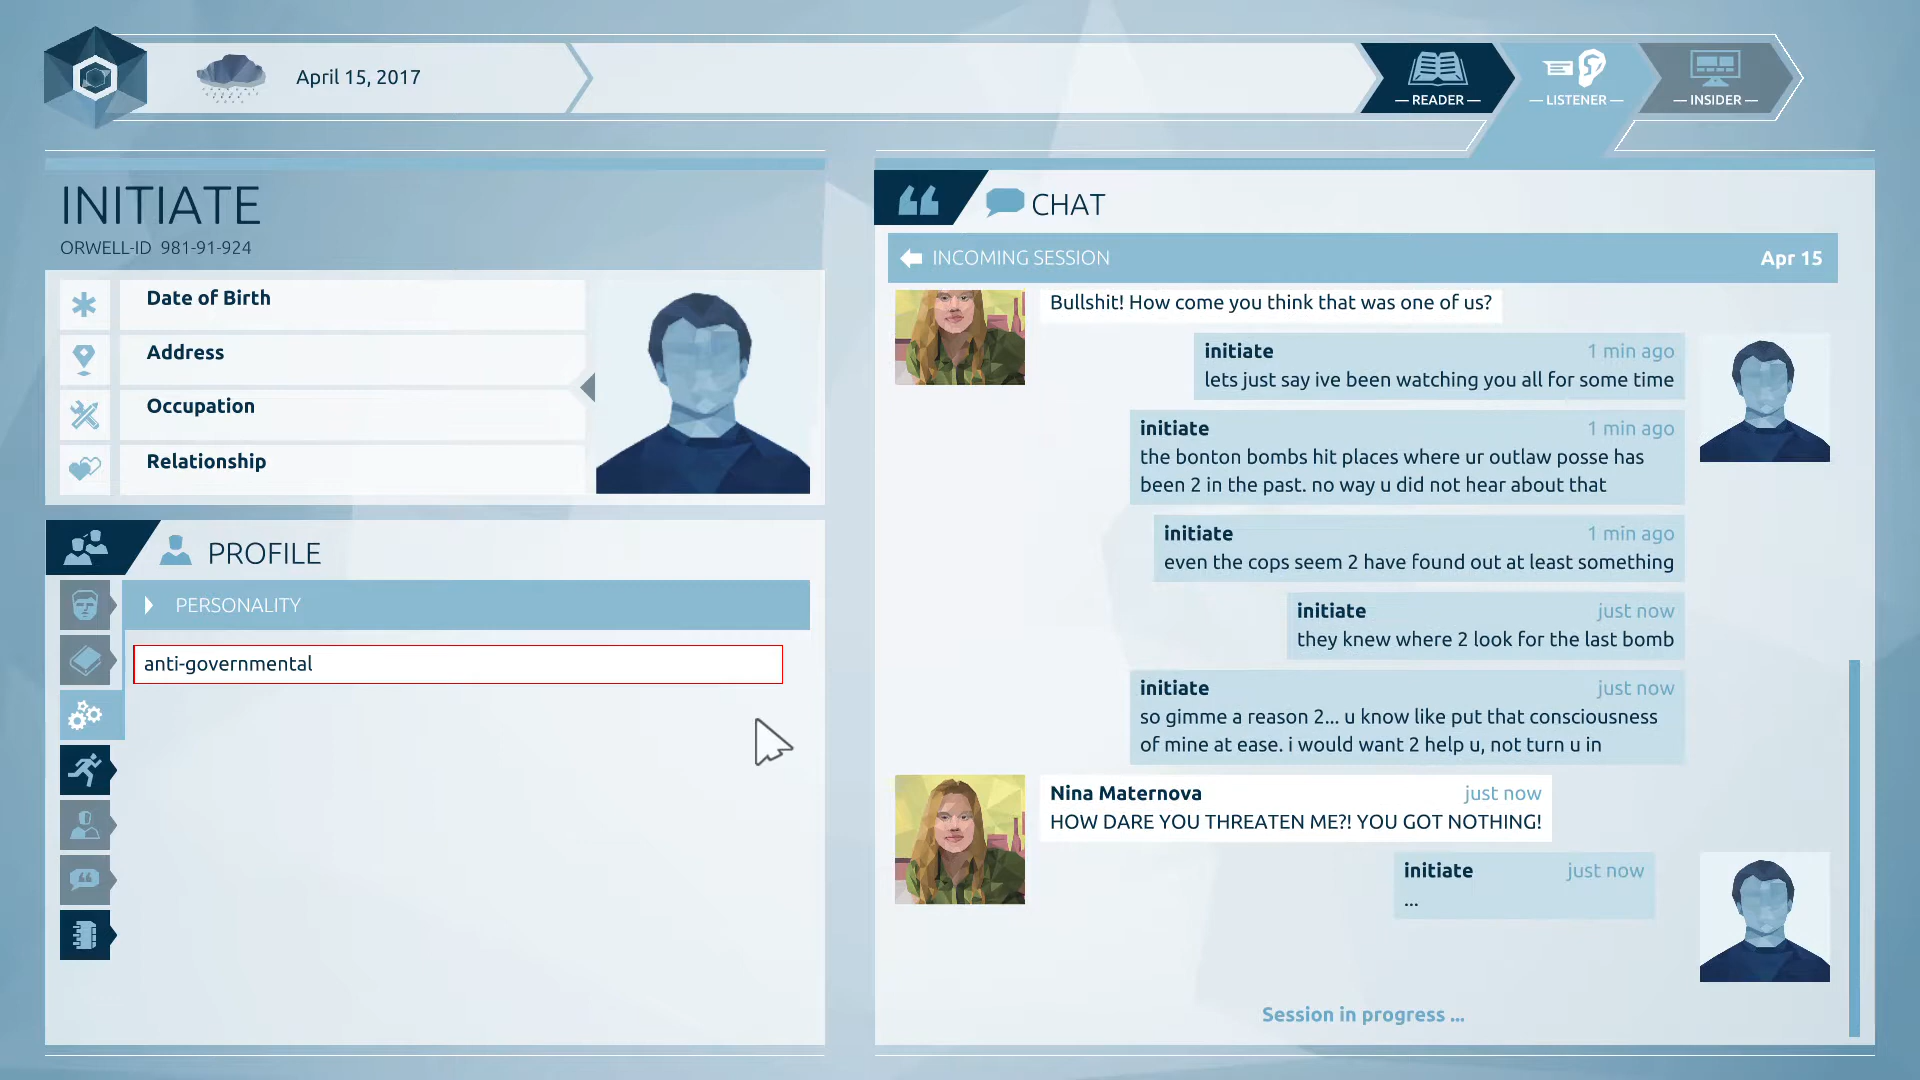 April 15, 2017
— READER —
— LISTENER —
— INSIDER —
INITIATE
ORWELL-ID 981-91-924
Date of Birth
Address
Occupation
Relationship
PROFILE
PERSONALITY
anti-governmental
CHAT
INCOMING SESSION
Apr 15
Bullshit! How come you think that was one of us?
initiate 1 min ago
lets just say ive been watching you all for some time
initiate 1 min ago
the bonton bombs hit places where ur outlaw posse has
been 2 in the past. no way u did not hear about that
initiate 1 min ago
even the cops seem 2 have found out at least something
initiate just now
they knew where 2 look for the last bomb
initiate just now
so gimme a reason 2... u know like put that consciousness
of mine at ease. i would want 2 help u, not turn u in
Nina Maternova just now
HOW DARE YOU THREATEN ME?! YOU GOT NOTHING!
initiate just now
...
Session in progress ...